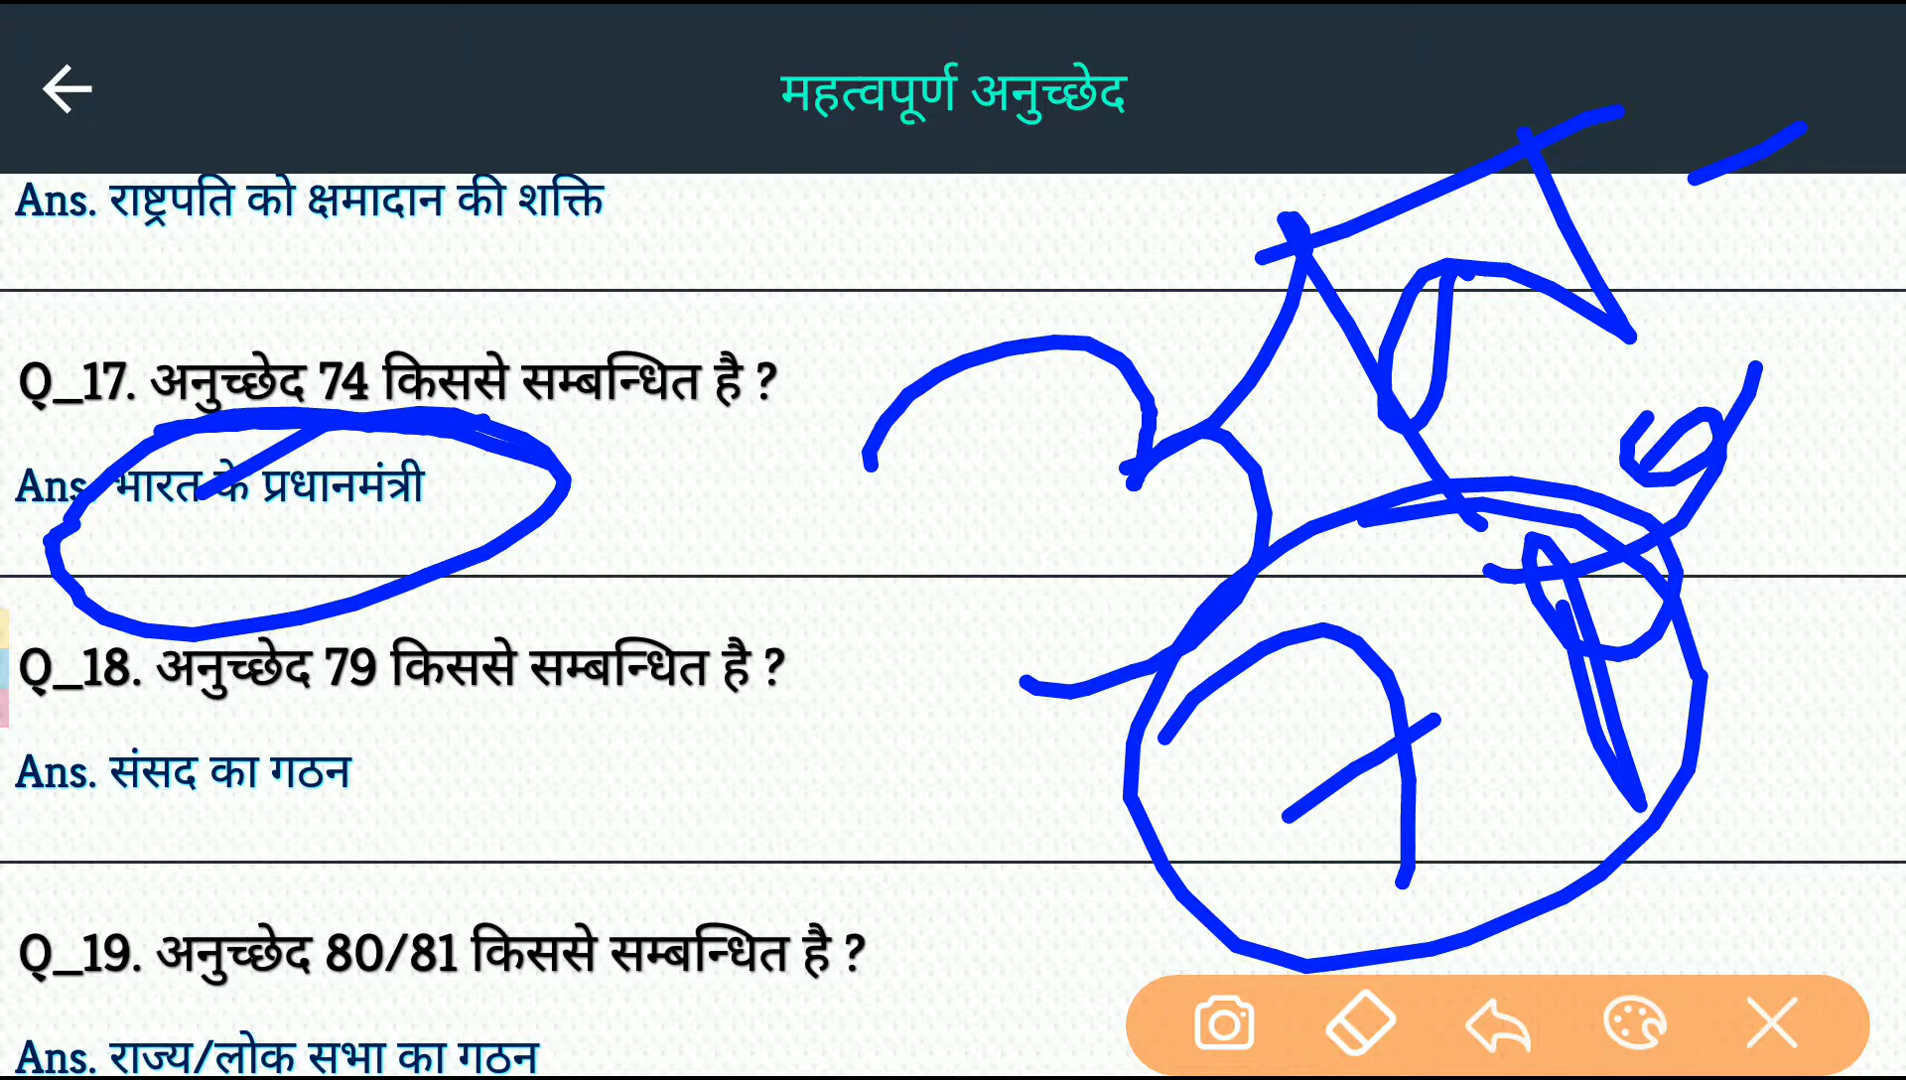 महत्वपूर्ण अनुच्छेद
Ans. राष्ट्रपति को क्षमादान की शक्ति
Q_17. अनुच्छेद 74 किससे सम्बन्धित है ?
Ans. भारत के प्रधानमंत्री
Q_18. अनुच्छेद 79 किससे सम्बन्धित है ?
Ans. संसद का गठन
Q_19. अनुच्छेद 80/81 किससे सम्बन्धित है ?
Ans. राज्य/लोक सभा का गठन